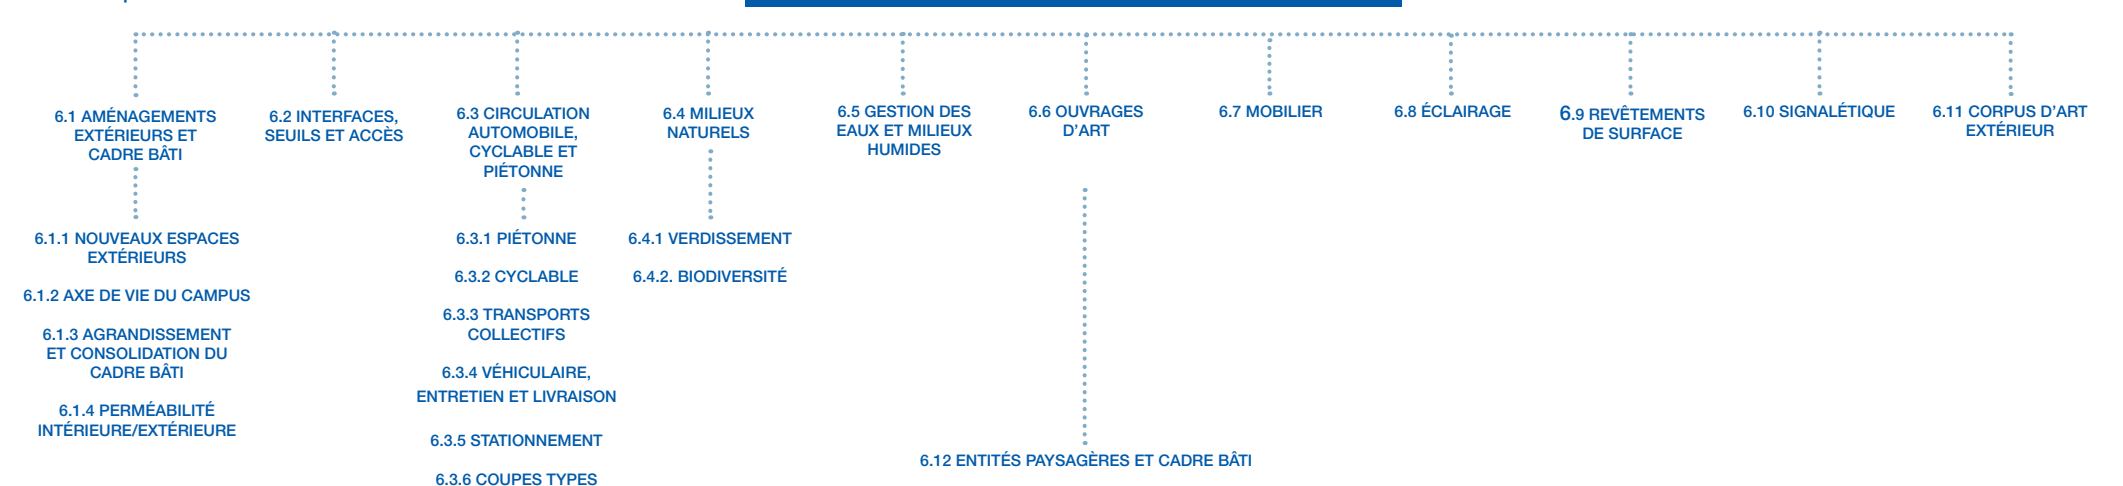 6.1 AMÉNAGEMENTS
EXTÉRIEURS ET
CADRE BÂTI
6.2 INTERFACES,
SEUILS ET ACCÈS
6.3 CIRCULATION
AUTOMOBILE,
CYCLABLE ET
PIÉTONNE
6.4 MILIEUX
NATURELS
6.5 GESTION DES
EAUX ET MILIEUX
HUMIDES
6.6 OUVRAGES
D'ART
6.7 MOBILIER
6.8 ÉCLAIRAGE
6.9 REVÊTEMENTS
DE SURFACE
6.10 SIGNALÉTIQUE
6.11 CORPUS D'ART
EXTÉRIEUR
6.1.1 NOUVEAUX ESPACES
EXTÉRIEURS
6.1.2 AXE DE VIE DU CAMPUS
6.1.3 AGRANDISSEMENT
ET CONSOLIDATION DU
CADRE BÂTI
6.1.4 PERMÉABILITÉ
INTÉRIEURE/EXTÉRIEURE
6.3.1 PIÉTONNE
6.3.2 CYCLABLE
6.3.3 TRANSPORTS
COLLECTIFS
6.3.4 VÉHICULAIRE,
ENTRETIEN ET LIVRAISON
6.3.5 STATIONNEMENT
6.3.6 COUPES TYPES
6.4.1 VERDISSEMENT
6.4.2. BIODIVERSITÉ
6.12 ENTITÉS PAYSAGÈRES ET CADRE BÂTI